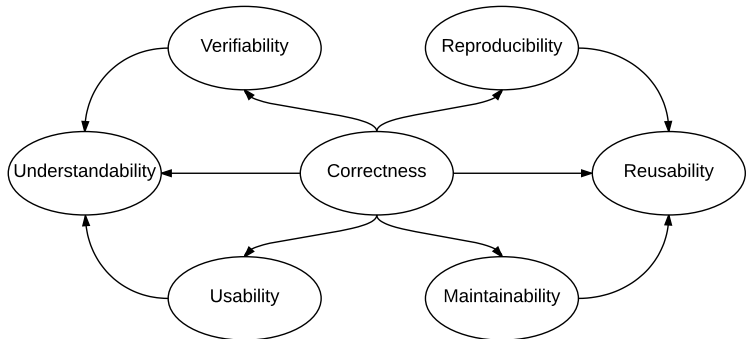 Verifiability
Reproducibility
Understandability
Correctness
Reusability
Usability
Maintainability